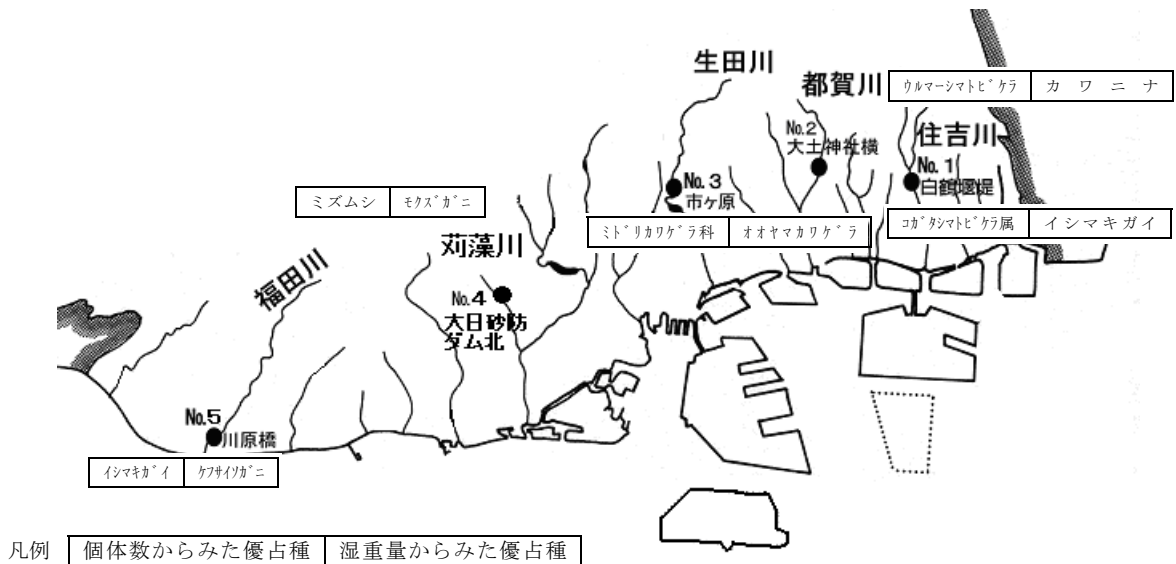 生田川
都賀川
ウルマーシマトビケラ カワニナ
No.2
大土神社横
住吉川
No.1
白鶴堰堤
No.3
市ヶ原
ミズムシ モクズガニ
ミドリカワゲラ科 オオヤマカワゲラ
コガタシマトビケラ属 イシマキガイ
苅藻川
福田川
No.4
大日砂防
ダム北
No.5
川原橋
イシマキガイ ケフサイソガニ
凡例 個体数からみた優占種 湿重量からみた優占種